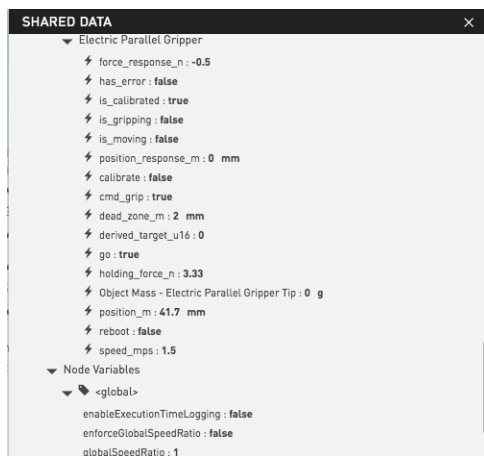 SHARED DATA
Electric Parallel Gripper
force_response_n : -0.5
has_error : false
is_calibrated : true
is_gripping : false
is_moving : false
position_response_m : 0 mm
calibrate : false
cmd_grip : true
dead_zone_m : 2 mm
derived_target_u16 : 0
go : true
holding_force_n : 3.33
Object Mass - Electric Parallel Gripper Tip : 0 g
position_m : 41.7 mm
reboot : false
speed_mps : 1.5
Node Variables
<global>
enableExecutionTimeLogging : false
enforceGlobalSpeedRatio : false
globalSpeedRatio : 1